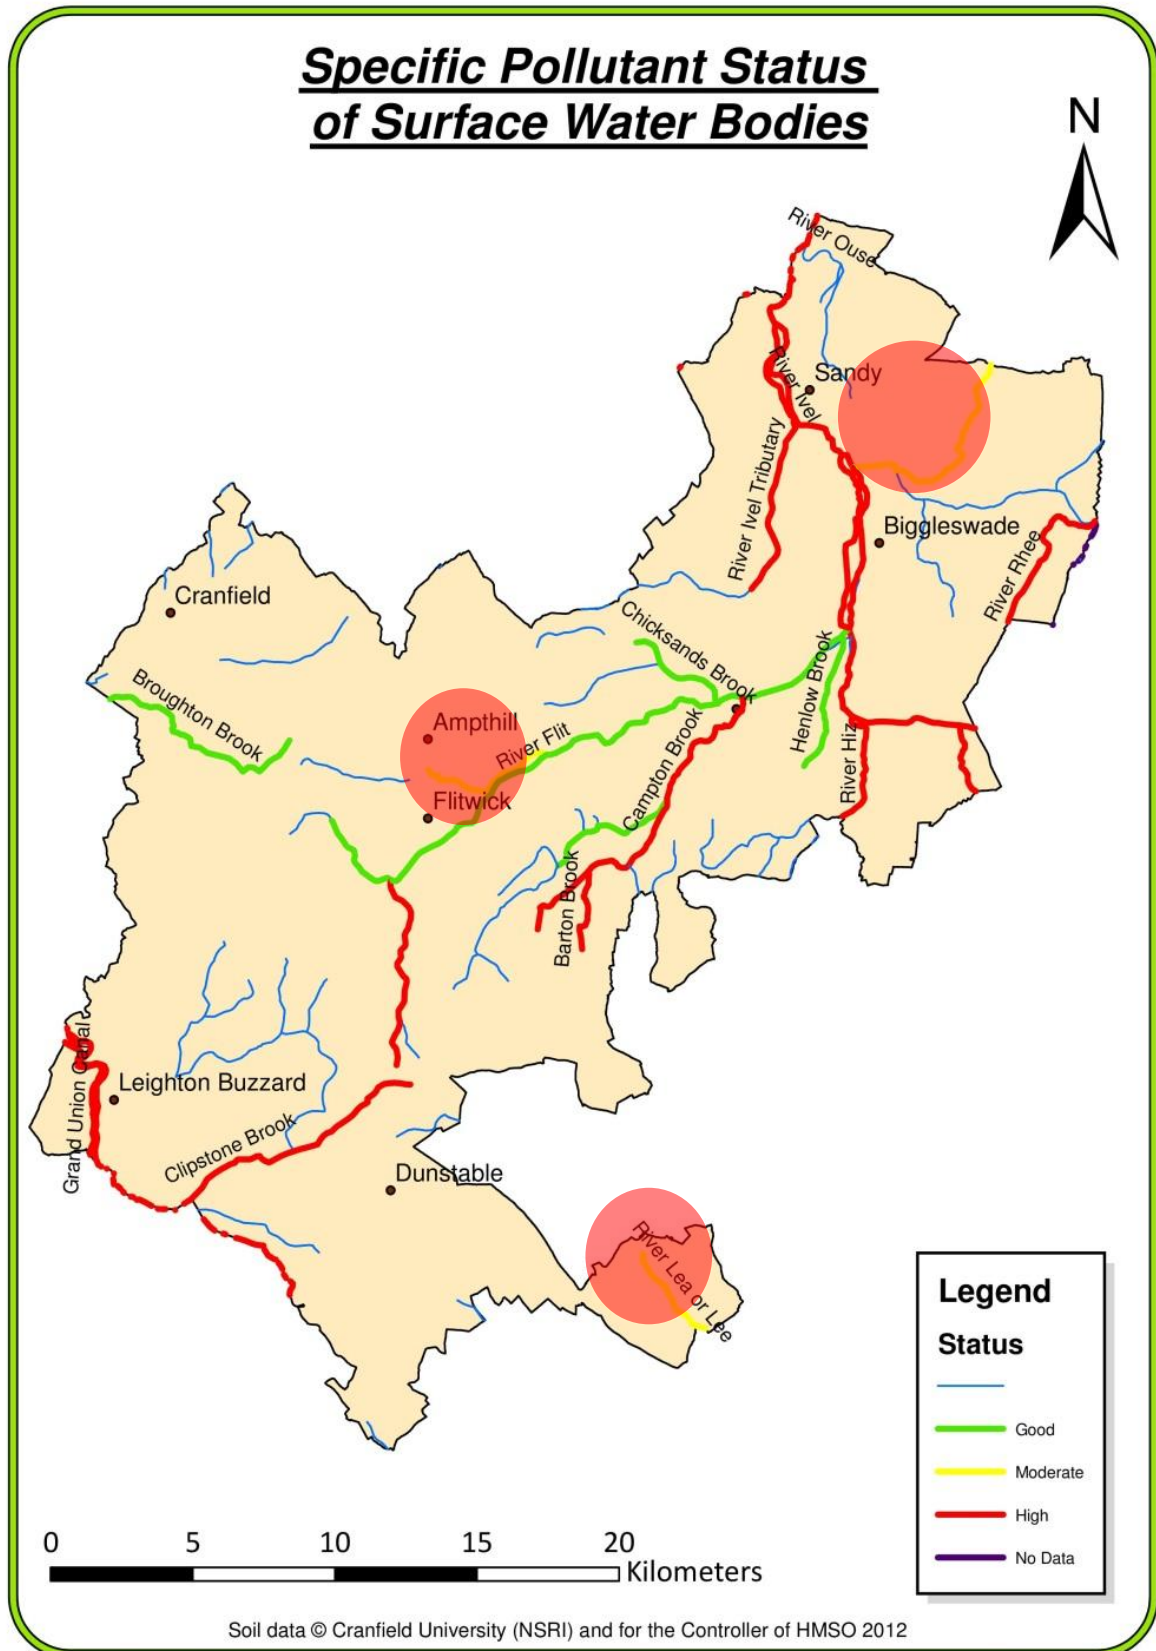 Specific Pollutant Status
of Surface Water Bodies
N
River Ouse
River Ivel
Sandy
River Ivel Tributary
Biggleswade
River Rhee
Cranfield
Chicksands Brook
Henlow Brook
Broughton Brook
Ampthill
River Flit
Campton Brook
River Hiz
Flitwick
Barton Brook
Grand Union Canal
Leighton Buzzard
Clipstone Brook
Dunstable
River Lea or Lee
Legend
Status
Good
Moderate
High
No Data
0 5 10 15 20
Kilometers
Soil data © Cranfield University (NSRI) and for the Controller of HMSO 2012